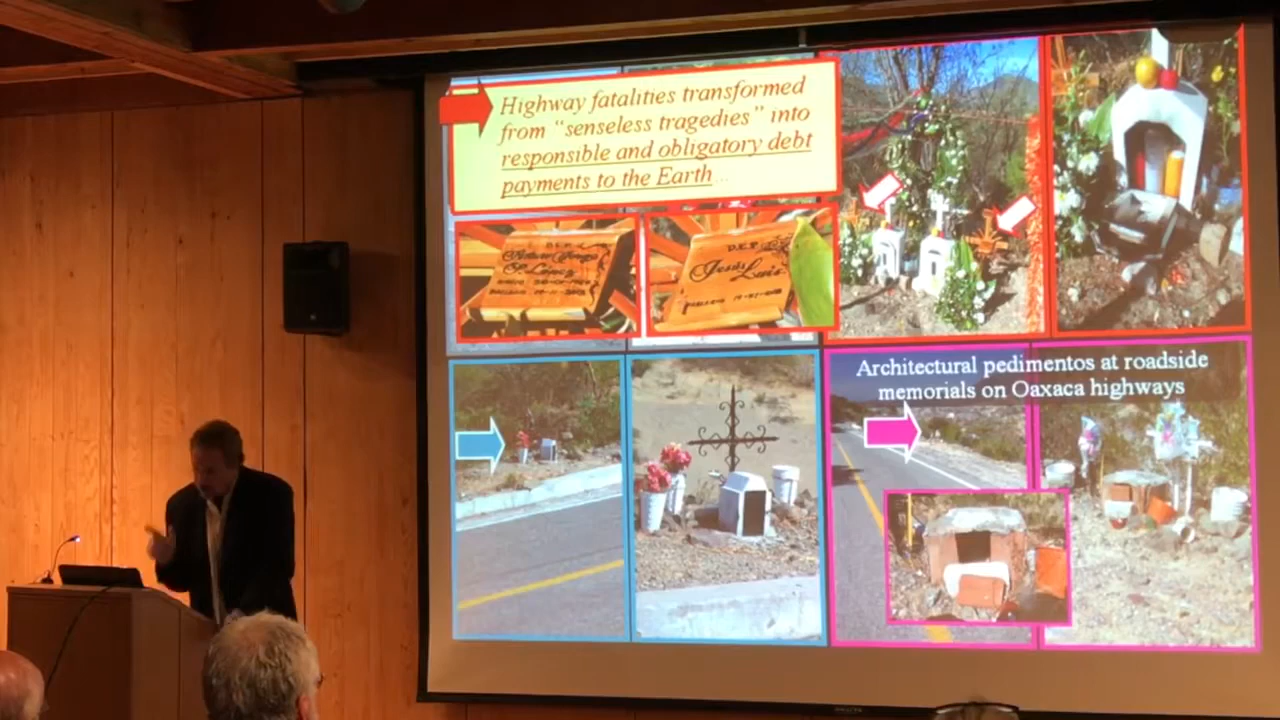 Highway fatalities transformed
from “senseless tragedies” into
responsible and obligatory debt
payments to the Earth...
D.E.P.
D.E.P.
Jesús Luis
Architectural pedimentos at roadside
memorials on Oaxaca highways